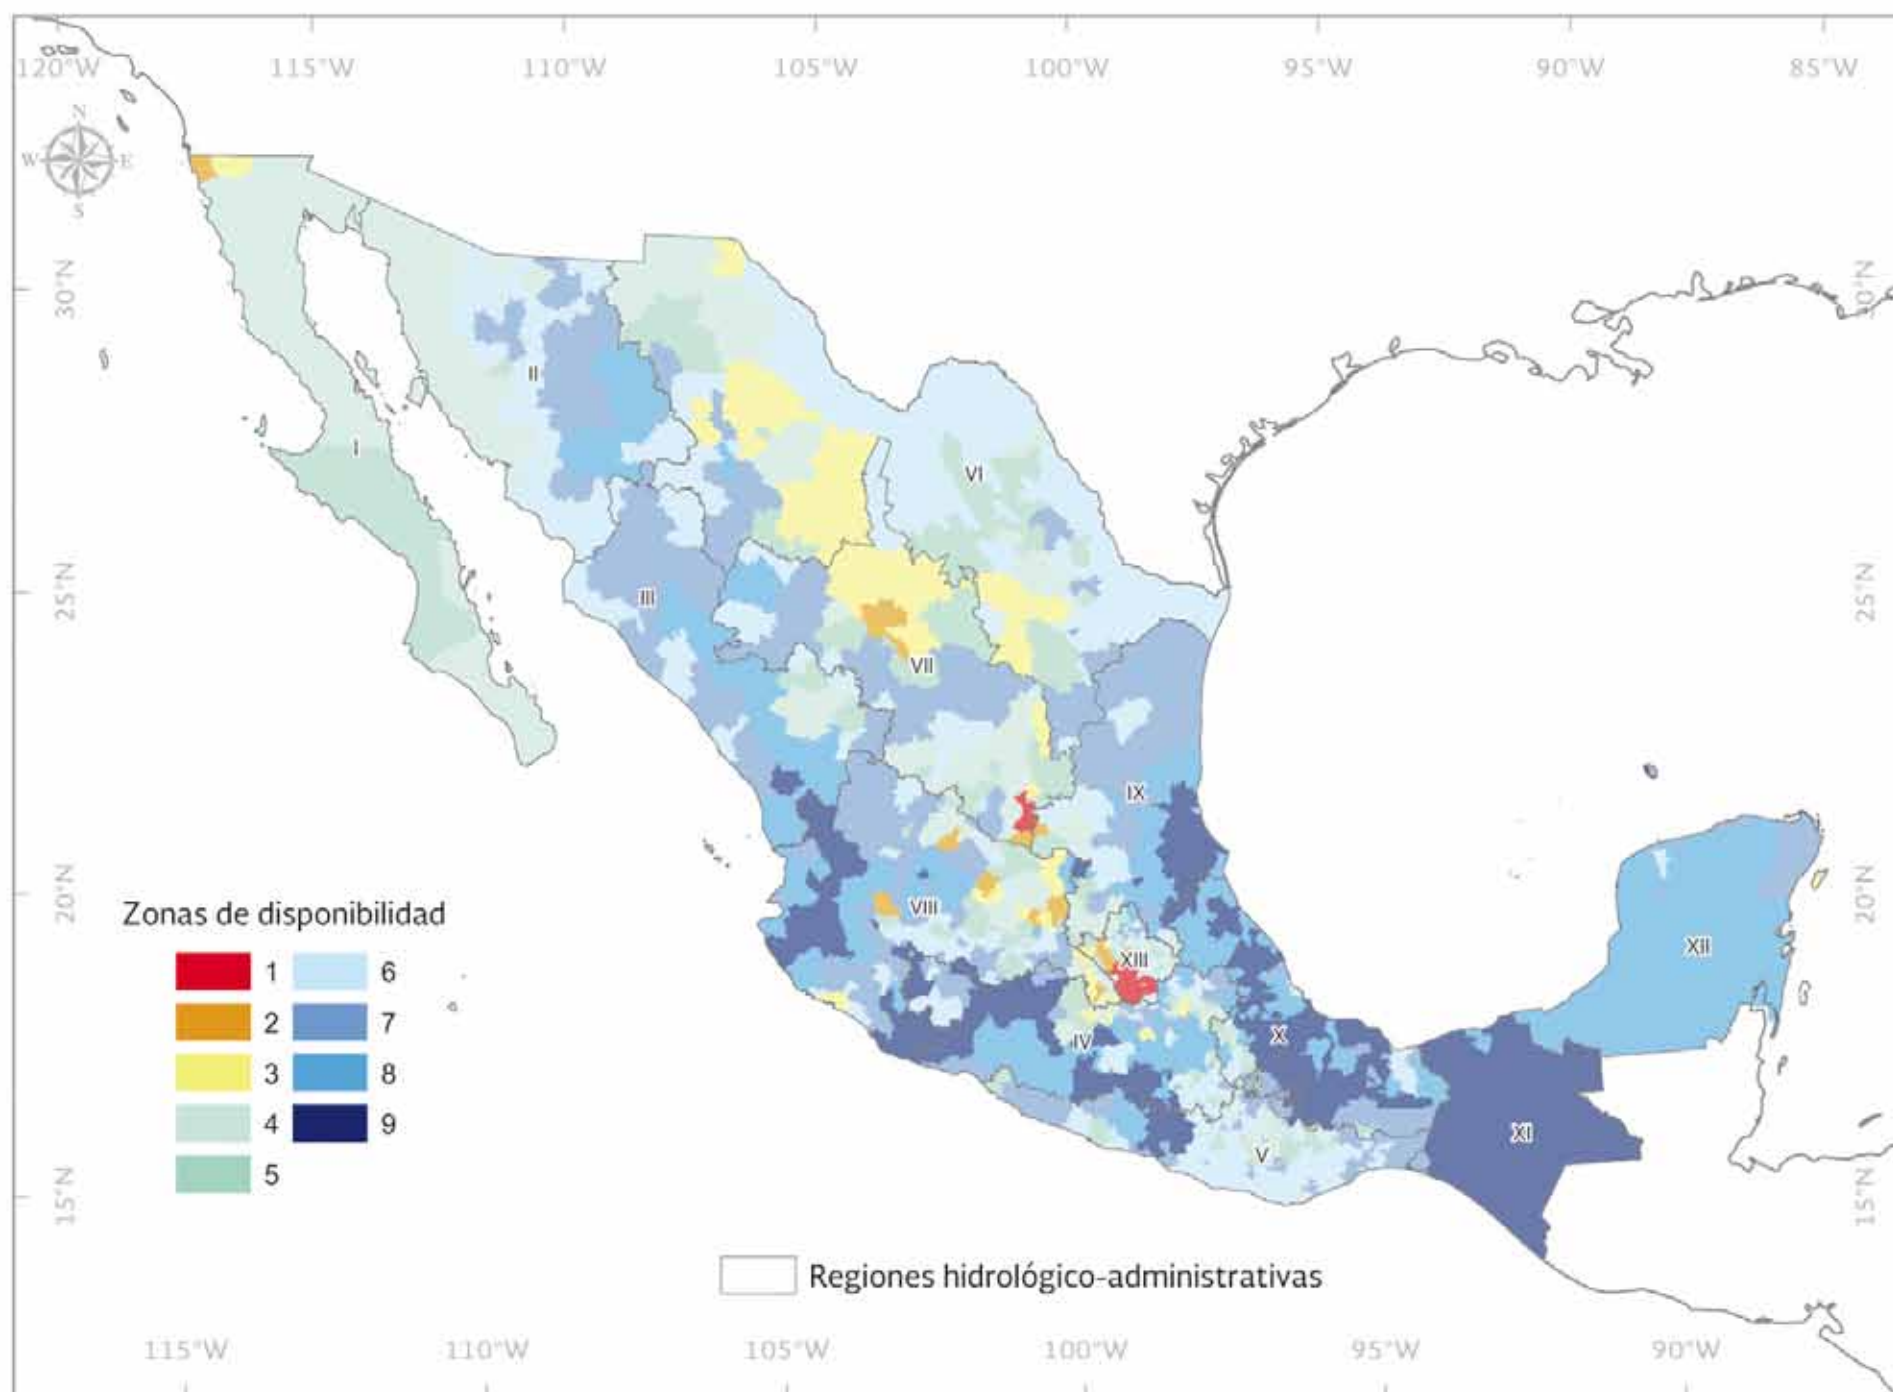 120°W 115°W 110°W 105°W 100°W 95°W 90°W 85°W
N
W E
S
30°N
30°N
II
VI
I
25°N
25°N
III
VII
IX
20°N
20°N
VIII
XII
XIII
X
IV
XI
V
15°N
15°N
Zonas de disponibilidad
1 6
2 7
3 8
4 9
5
Regiones hidrológico-administrativas
115°W 110°W 105°W 100°W 95°W 90°W